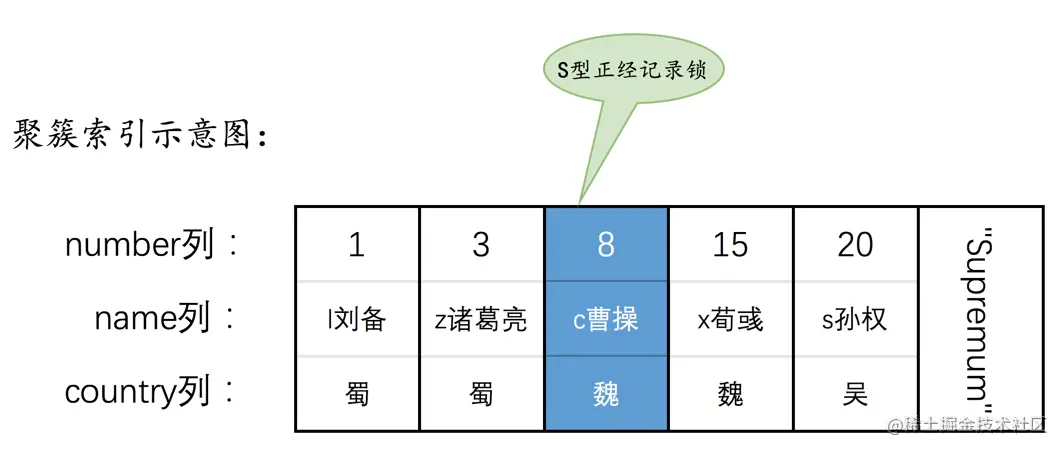 S型正经记录锁
聚簇索引示意图：
number列： 1 3 8 15 20 "Supremum"
name列： l刘备 z诸葛亮 c曹操 x荀彧 s孙权
country列： 蜀 蜀 魏 魏 吴
@稀土掘金技术社区